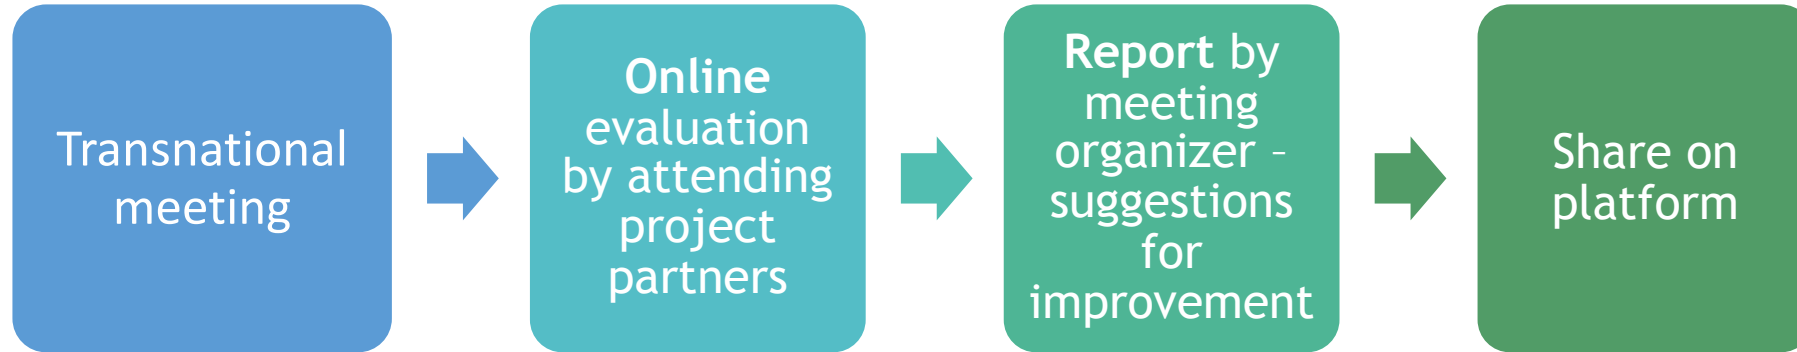 Transnational
meeting
Online
evaluation
by attending
project
partners
Report by
meeting
organizer –
suggestions
for
improvement
Share on
platform